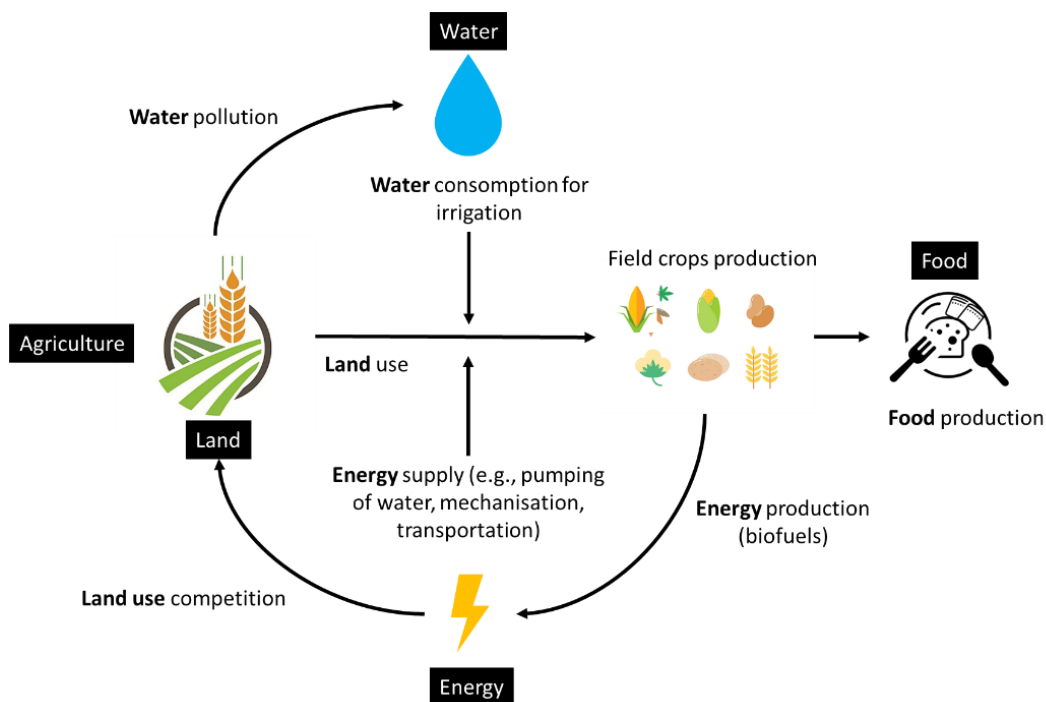 Water
Water pollution
Water consomption for
irrigation
Field crops production
Food
Agriculture
Land use
Land
Food production
Energy supply (e.g., pumping
of water, mechanisation,
transportation)
Energy production
(biofuels)
Land use competition
Energy